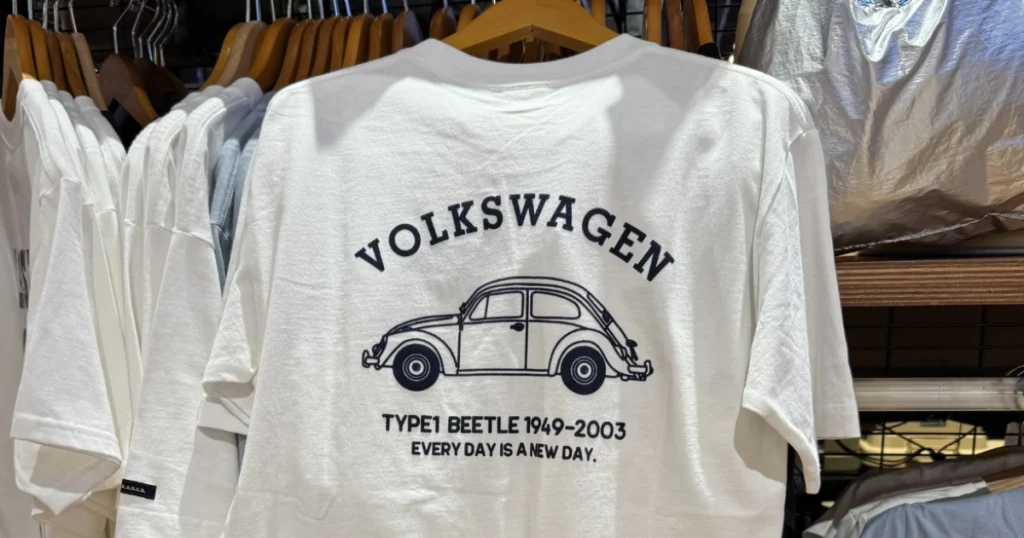 VOLKSWAGEN
TYPE1 BEETLE 1949-2003
EVERY DAY IS A NEW DAY.